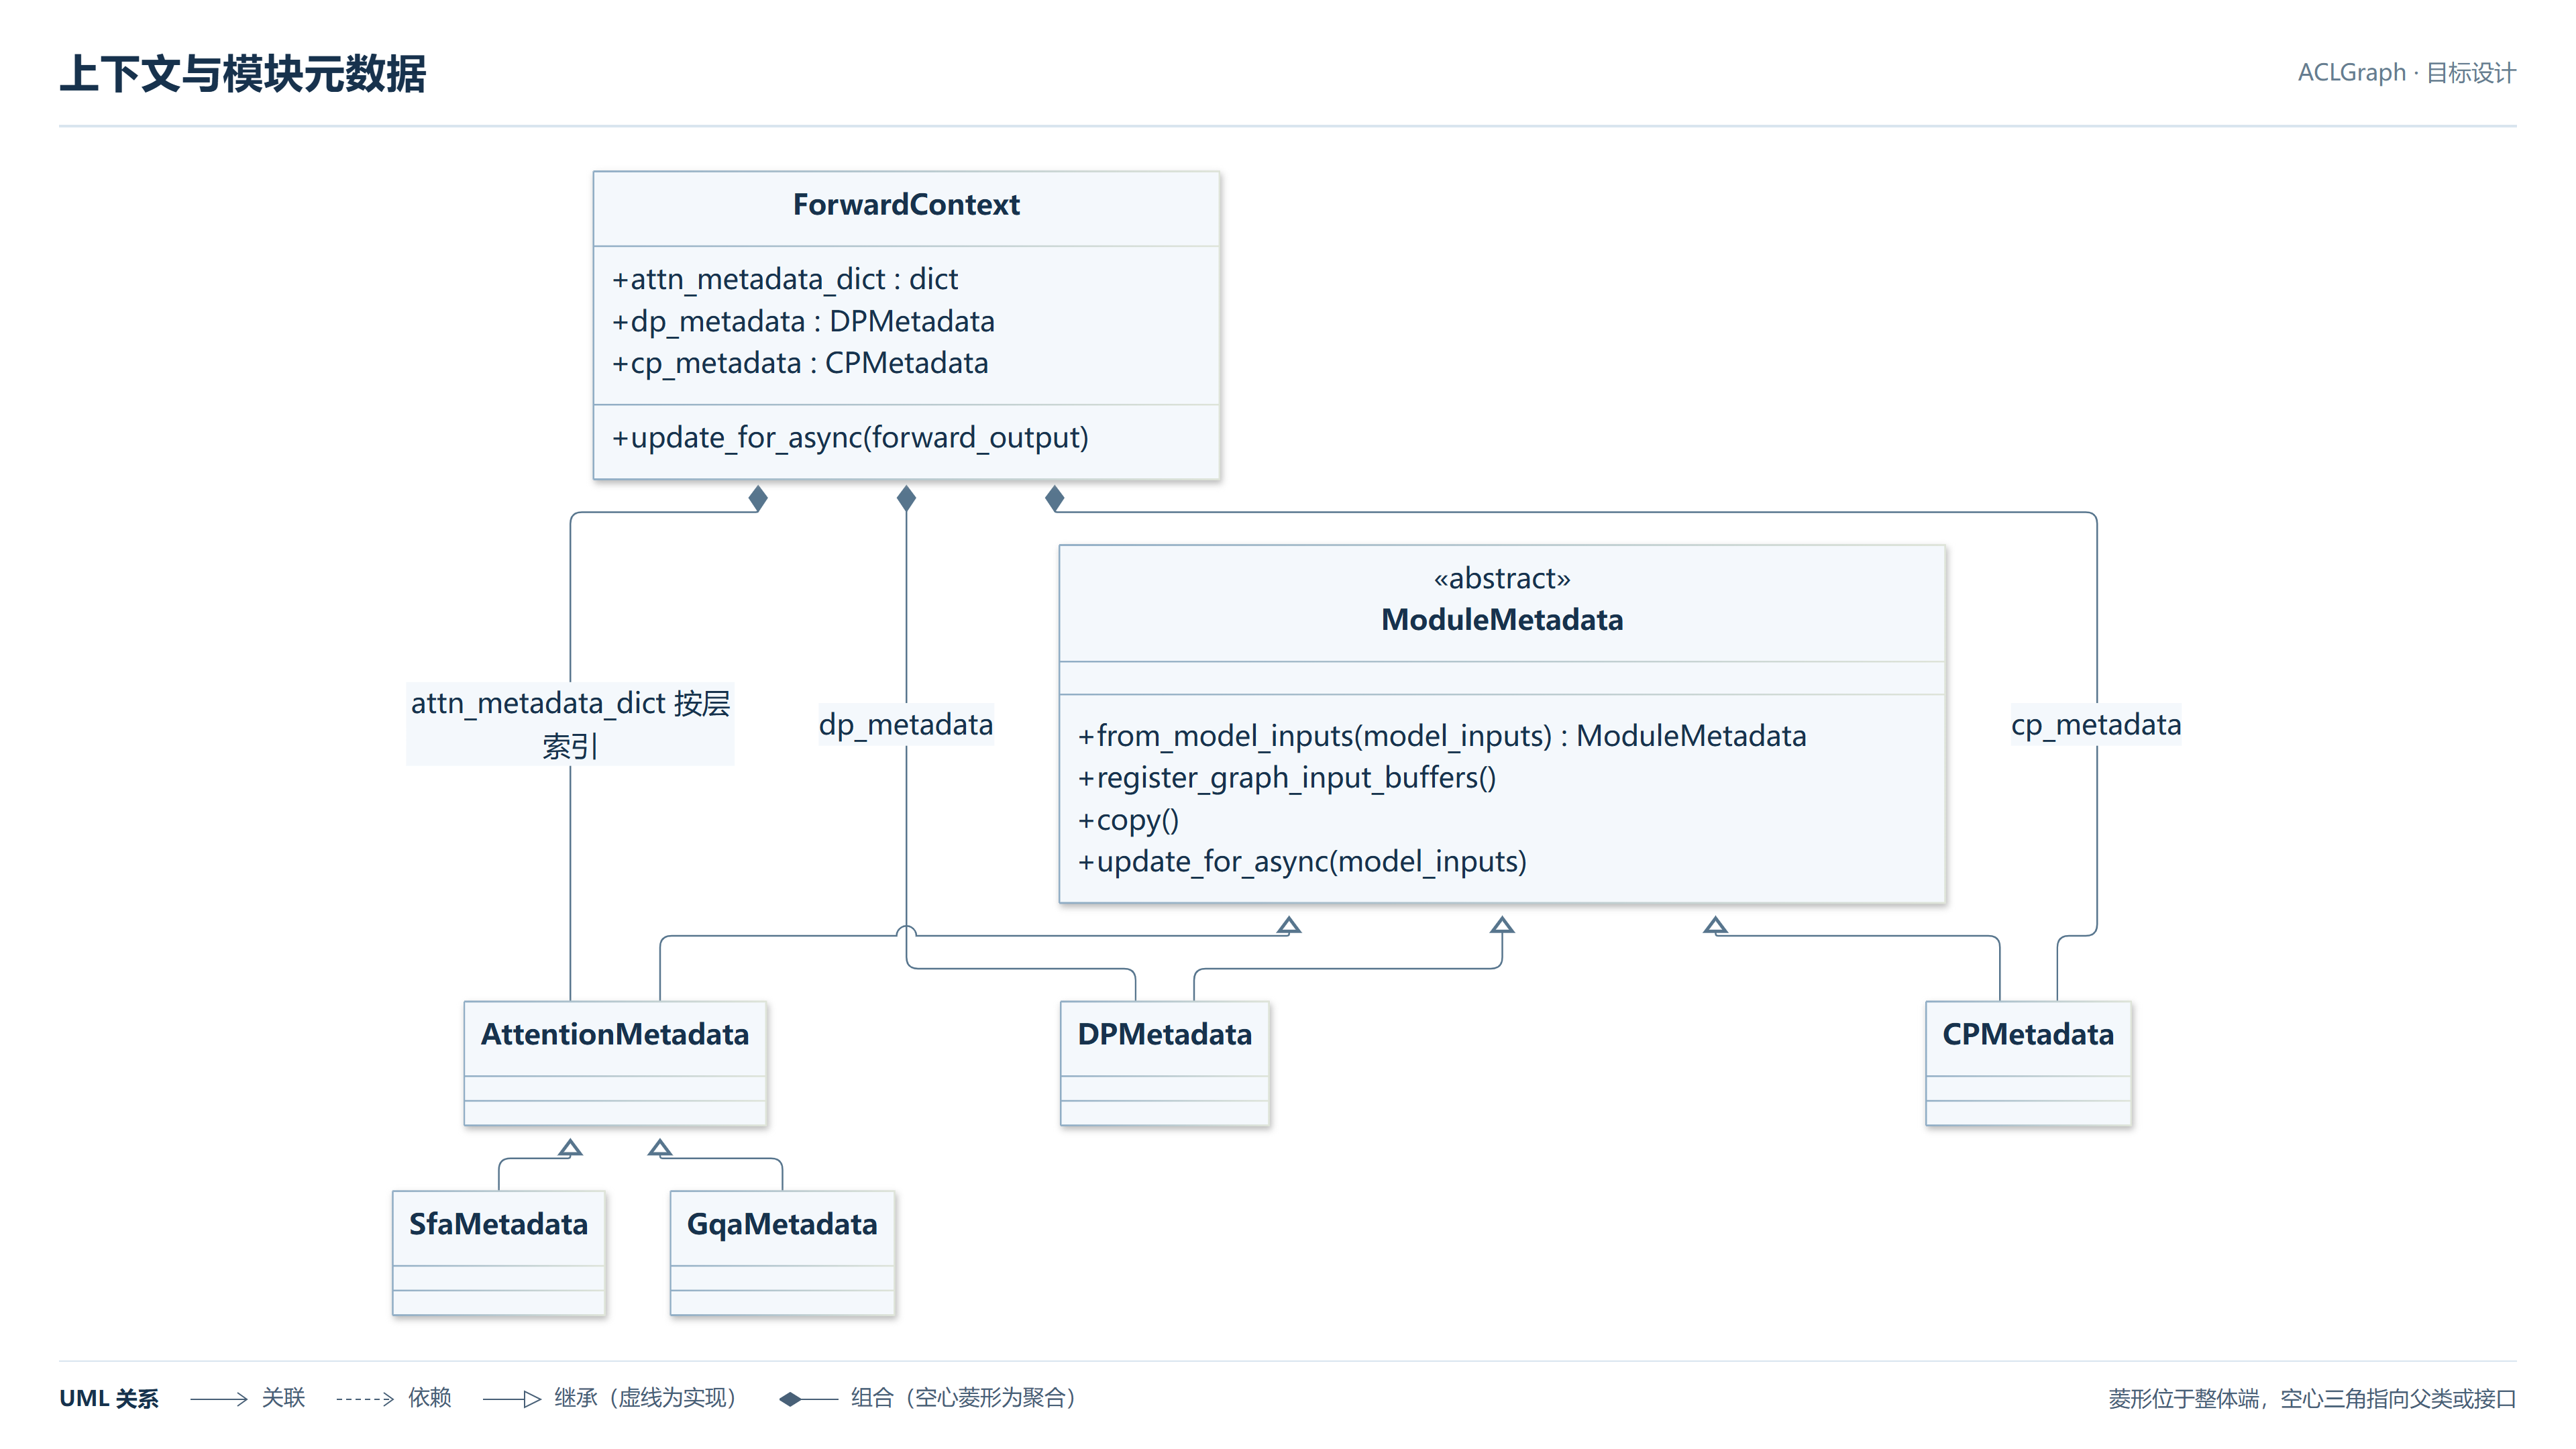 上下文与模块元数据
ACLGraph · 目标设计
ForwardContext
+attn_metadata_dict : dict
+dp_metadata : DPMetadata
+cp_metadata : CPMetadata
+update_for_async(forward_output)
«abstract»
ModuleMetadata
+from_model_inputs(model_inputs) : ModuleMetadata
+register_graph_input_buffers()
+copy()
+update_for_async(model_inputs)
attn_metadata_dict 按层
索引
dp_metadata
cp_metadata
AttentionMetadata
DPMetadata
CPMetadata
SfaMetadata
GqaMetadata
UML 关系
关联
依赖
继承（虚线为实现）
组合（空心菱形为聚合）
菱形位于整体端，空心三角指向父类或接口